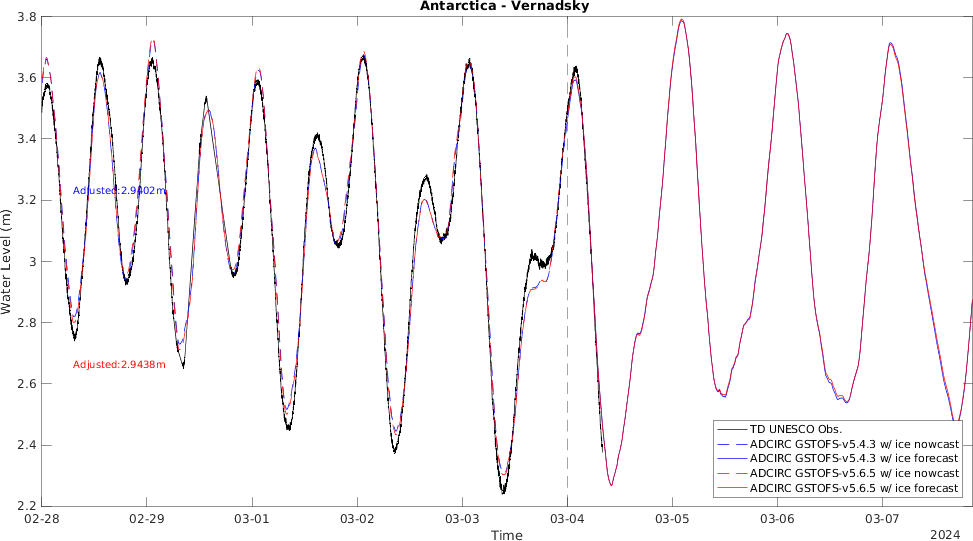 Antarctica - Vernadsky
3.8
3.6
3.4
3.2
3
2.8
2.6
2.4
2.2
Water Level (m)
Adjusted:2.9402m
Adjusted:2.9438m
TD UNESCO Obs.
ADCIRC GSTOFS-v5.4.3 w/ ice nowcast
ADCIRC GSTOFS-v5.4.3 w/ ice forecast
ADCIRC GSTOFS-v5.6.5 w/ ice nowcast
ADCIRC GSTOFS-v5.6.5 w/ ice forecast
02-28 02-29 03-01 03-02 03-03 03-04 03-05 03-06 03-07
Time
2024